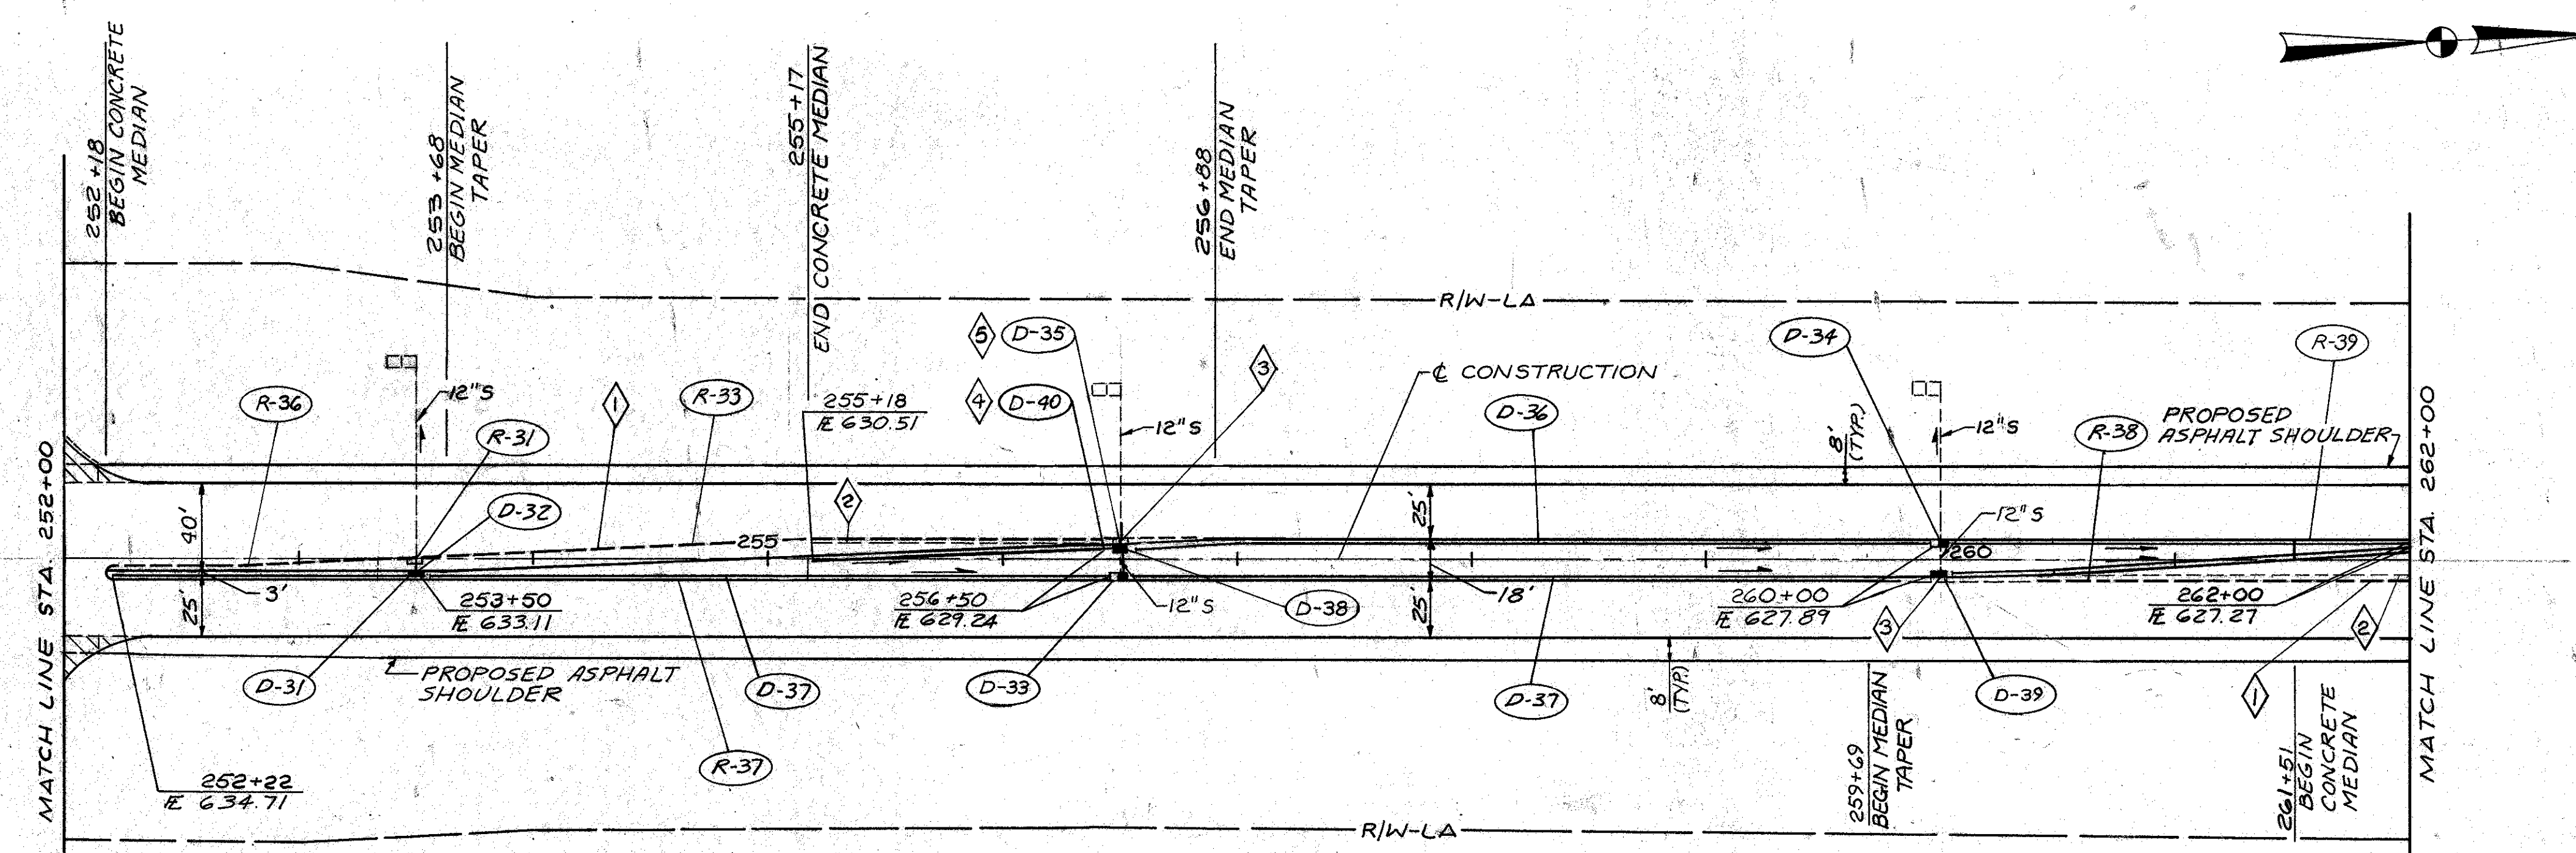 252+18
BEGIN CONCRETE
MEDIAN
253+68
BEGIN MEDIAN
TAPER
255+17
END CONCRETE MEDIAN
256+88
END MEDIAN
TAPER
R/W-LA
5
D-35
3
D-34
R-39
R-36
12"S
1
R-33
4
D-40
℄ CONSTRUCTION
255+18
FE 630.51
12"S
D-36
8'
(TYP.)
12"S
R-38
PROPOSED
ASPHALT SHOULDER
R-31
2
D-32
40'
255
25'
12"S
260
3'
25'
253+50
FE 633.11
256+50
FE 629.24
12"S
D-38
25'
18'
260+00
FE 627.89
3
262+00
FE 627.27
2
PROPOSED ASPHALT
SHOULDER
D-31
D-37
D-33
D-37
8'
(TYP.)
D-39
1
R-37
252+22
FE 634.71
259+69
BEGIN MEDIAN
TAPER
261+51
BEGIN
CONCRETE
MEDIAN
R/W-LA
MATCH LINE STA. 252+00
MATCH LINE STA. 262+00